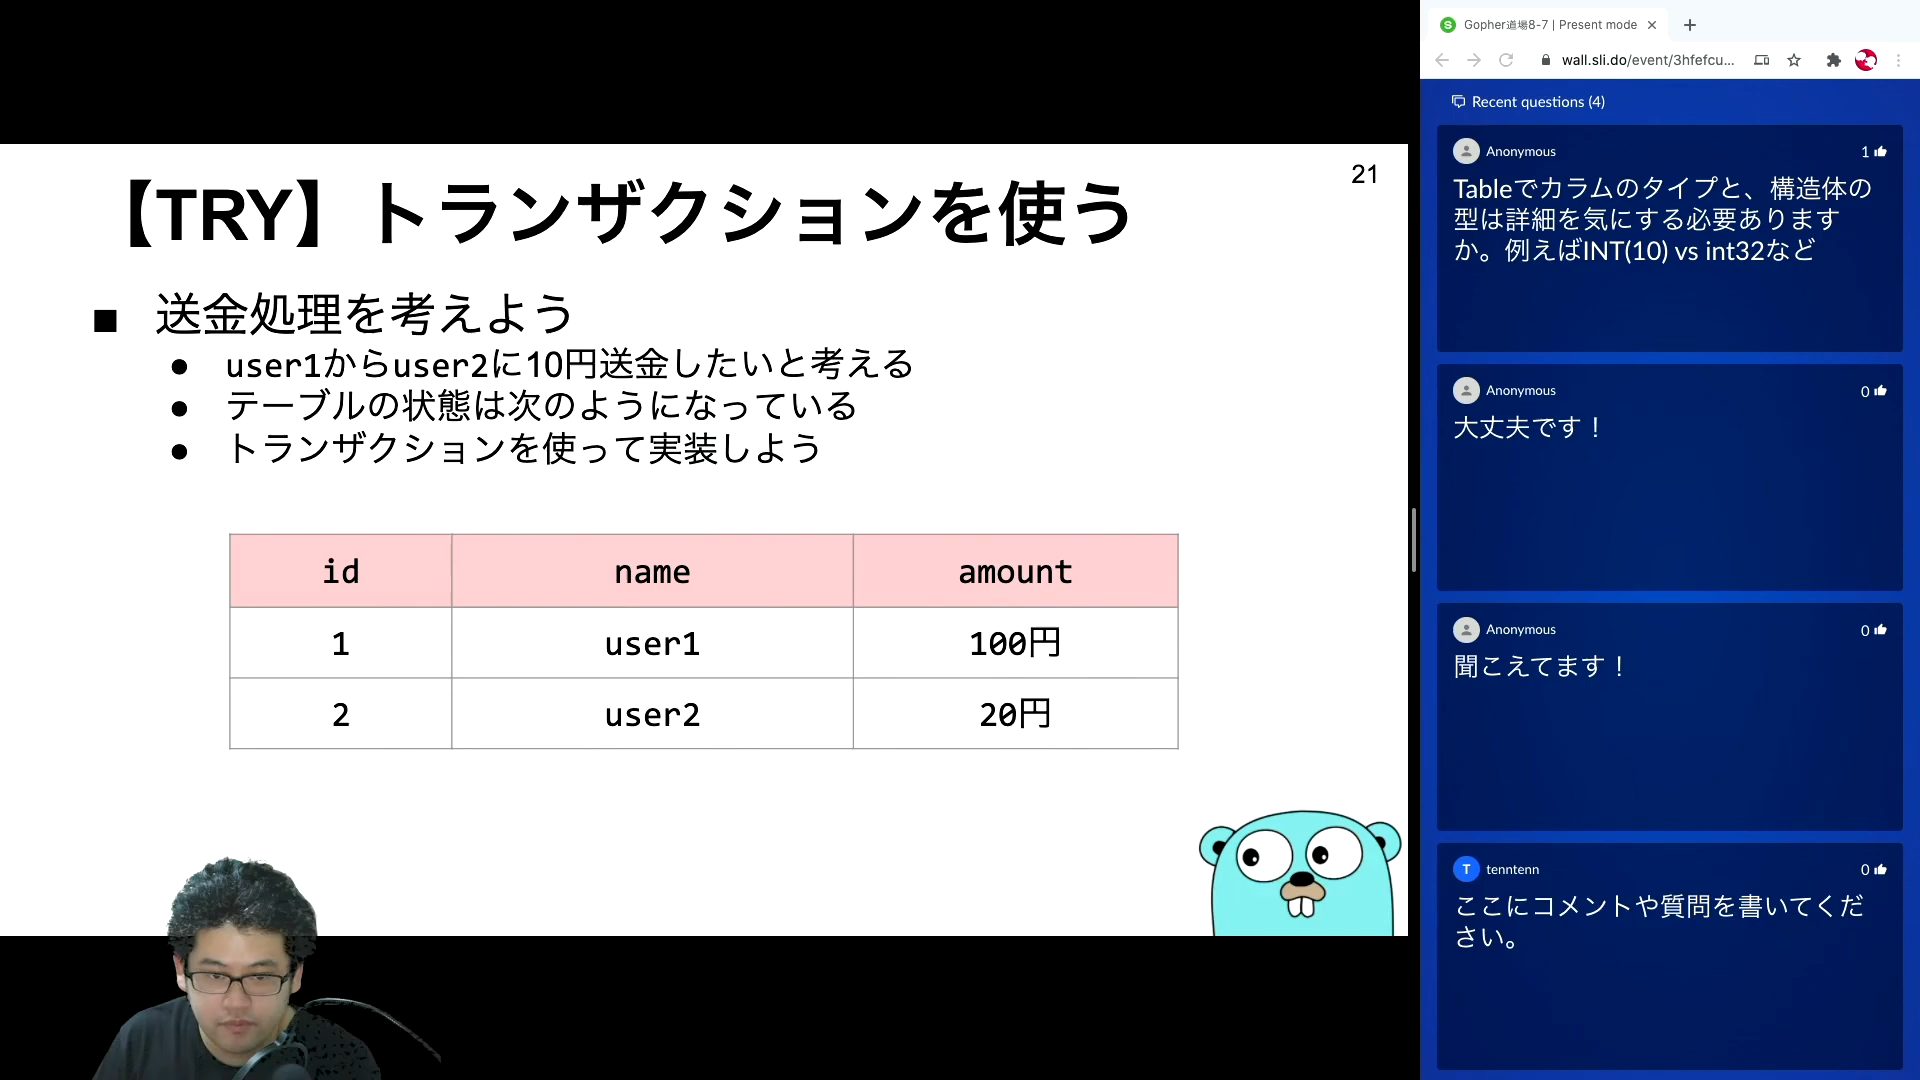 21
【TRY】トランザクションを使う
■ 送金処理を考えよう
● user1からuser2に10円送金したいと考える
● テーブルの状態は次のようになっている
● トランザクションを使って実装しよう
id name amount
1 user1 100円
2 user2 20円
S Gopher道場8-7 | Present mode
wall.sli.do/event/3hfefcu...
Recent questions (4)
Anonymous 1
Tableでカラムのタイプと、構造体の
型は詳細を気にする必要あります
か。例えばINT(10) vs int32など
Anonymous 0
大丈夫です！
Anonymous 0
聞こえてます！
T tenntenn 0
ここにコメントや質問を書いてくだ
さい。